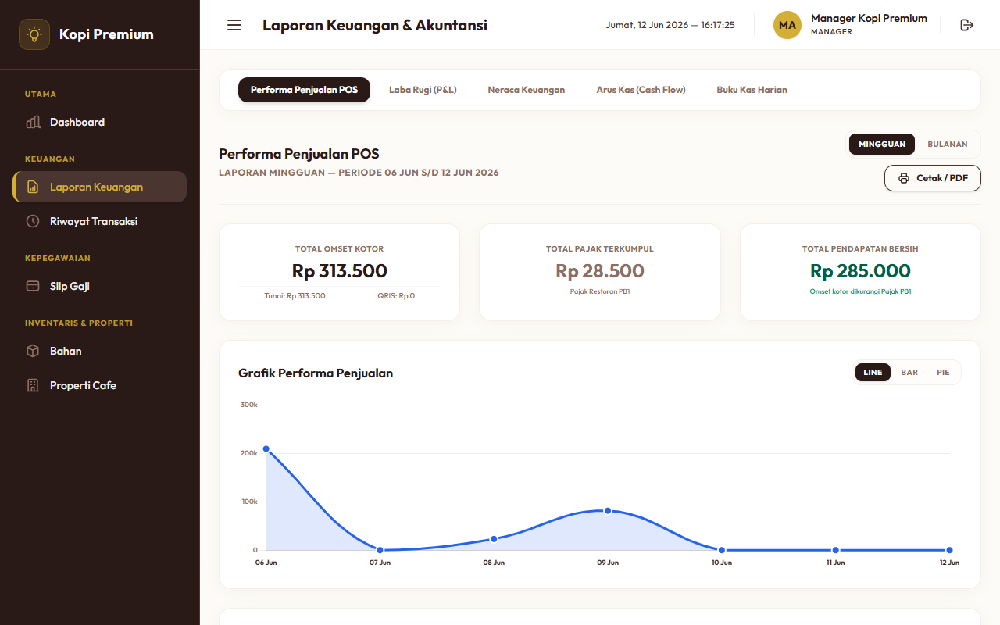 Kopi Premium
UTAMA
Dashboard
KEUANGAN
Laporan Keuangan
Riwayat Transaksi
KEPEGAWAIAN
Slip Gaji
INVENTARIS & PROPERTI
Bahan
Properti Cafe
Laporan Keuangan & Akuntansi
Jumat, 12 Jun 2026 — 16:17:25
MA
Manager Kopi Premium
MANAGER
Performa Penjualan POS
Laba Rugi (P&L)
Neraca Keuangan
Arus Kas (Cash Flow)
Buku Kas Harian
Performa Penjualan POS
LAPORAN MINGGUAN — PERIODE 06 JUN S/D 12 JUN 2026
MINGGUAN
BULANAN
Cetak / PDF
TOTAL OMSET KOTOR
Rp 313.500
Tunai: Rp 313.500
QRIS: Rp 0
TOTAL PAJAK TERKUMPUL
Rp 28.500
Pajak Restoran PB1
TOTAL PENDAPATAN BERSIH
Rp 285.000
Omset kotor dikurangi Pajak PB1
Grafik Performa Penjualan
LINE
BAR
PIE
300k
200k
100k
0
06 Jun
07 Jun
08 Jun
09 Jun
10 Jun
11 Jun
12 Jun